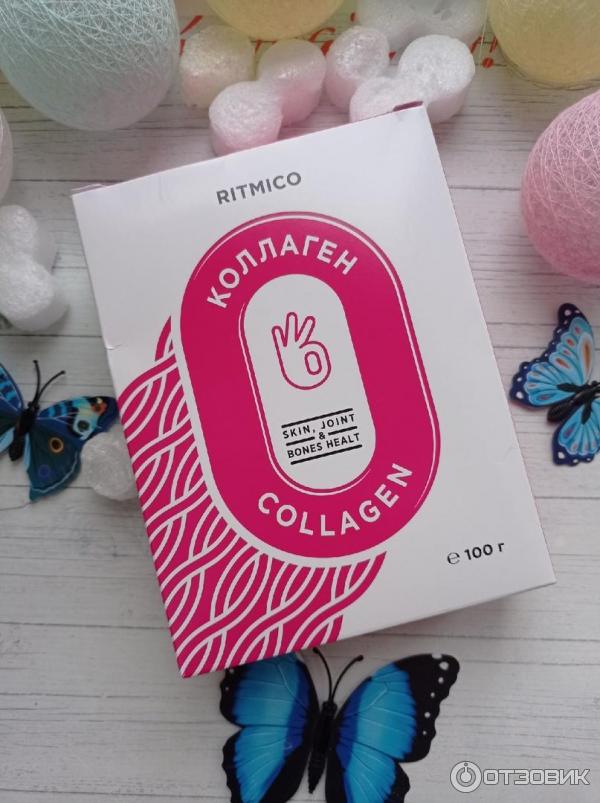 RITMICO
КОЛЛАГЕН
SKIN, JOINT
&
BONES HEALT
COLLAGEN
℮ 100 г
ОТЗОВИК